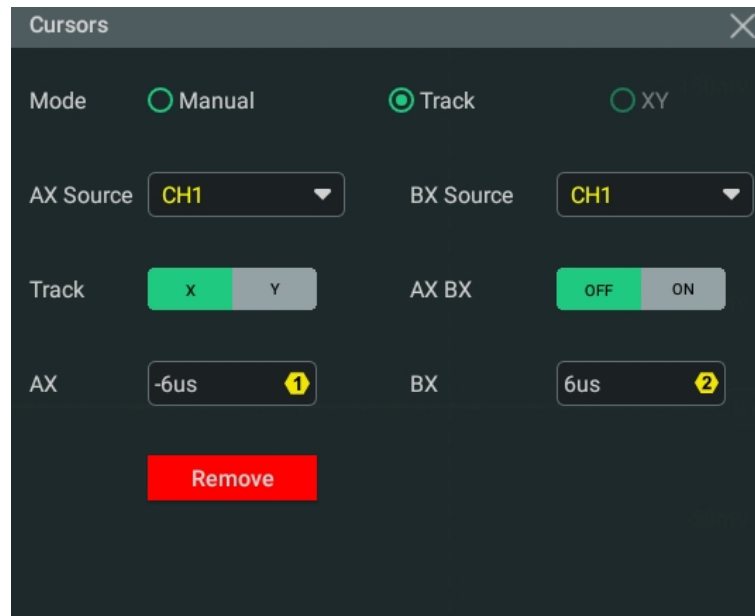 Cursors
Mode Manual Track XY
AX Source CH1 BX Source CH1
Track X Y AX BX OFF ON
AX -6us 1 BX 6us 2
Remove